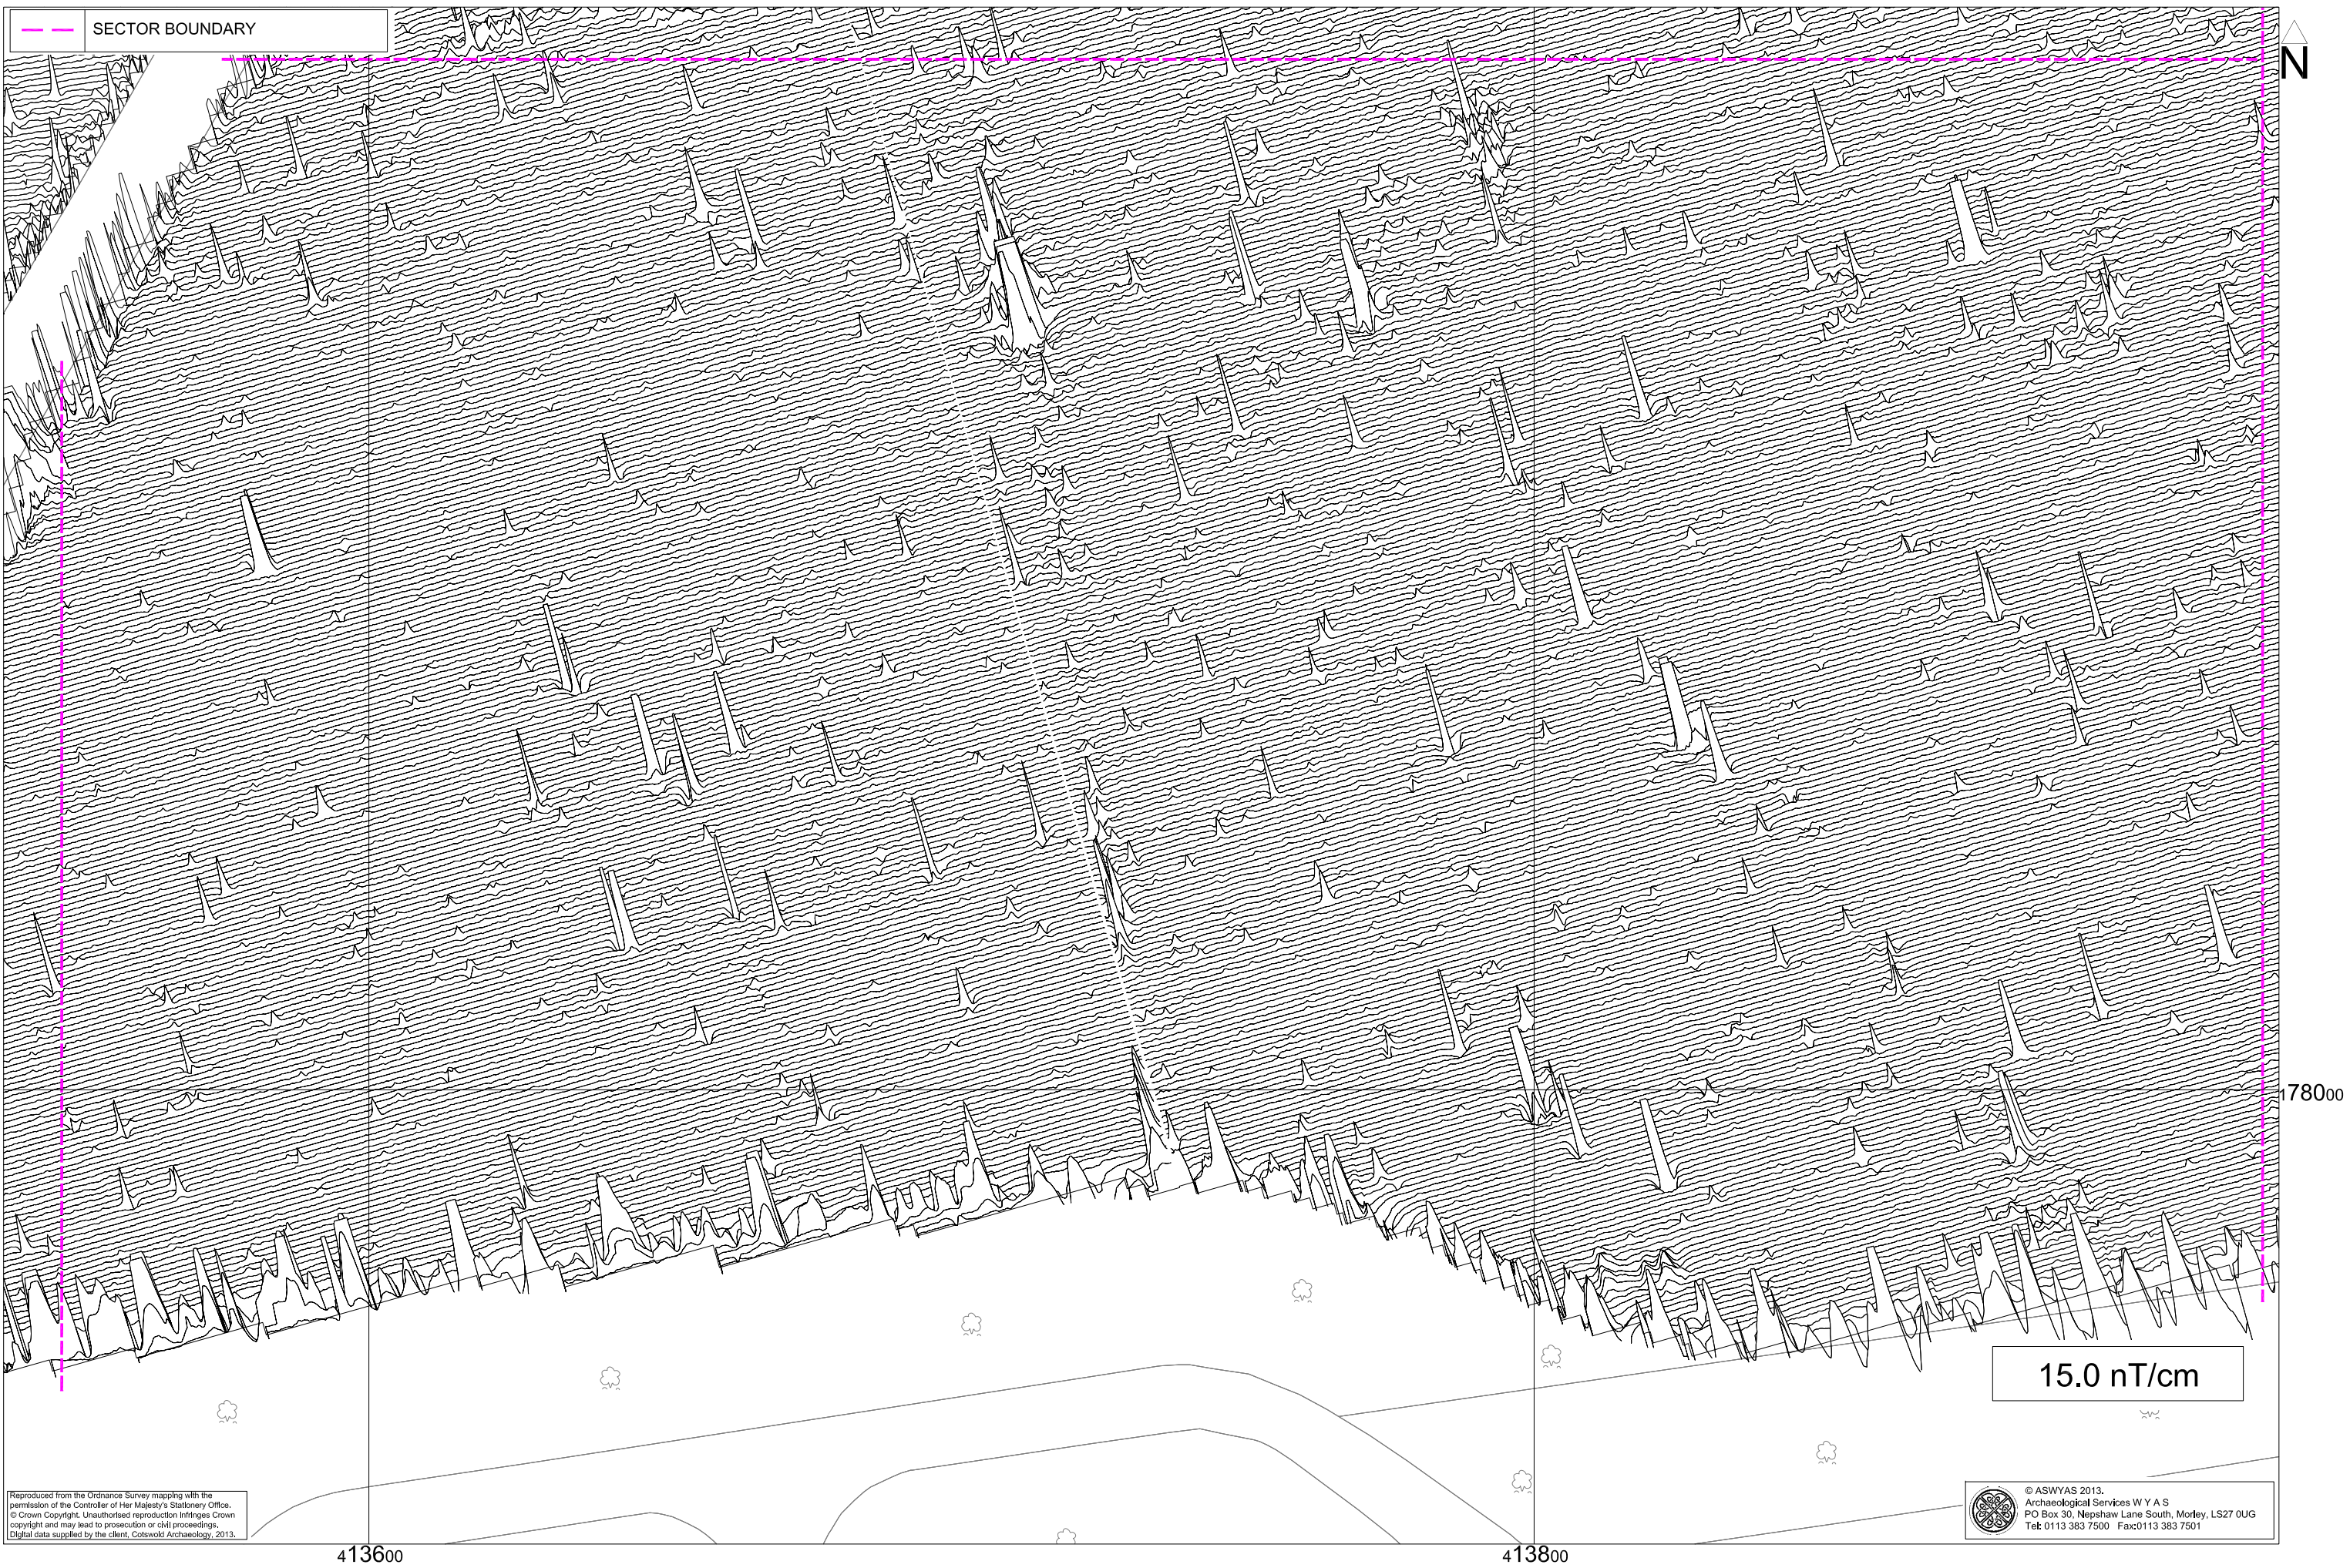 SECTOR BOUNDARY
N
178000
15.0 nT/cm
Reproduced from the Ordnance Survey mapping with the
permission of the Controller of Her Majesty's Stationery Office.
© Crown Copyright. Unauthorised reproduction infringes Crown
copyright and may lead to prosecution or civil proceedings.
Digital data supplied by the client, Cotswold Archaeology, 2013.
© ASWYAS 2013.
Archaeological Services W Y A S
PO Box 30, Nepshaw Lane South, Morley, LS27 0UG
Tel: 0113 383 7500 Fax:0113 383 7501
413600
413800